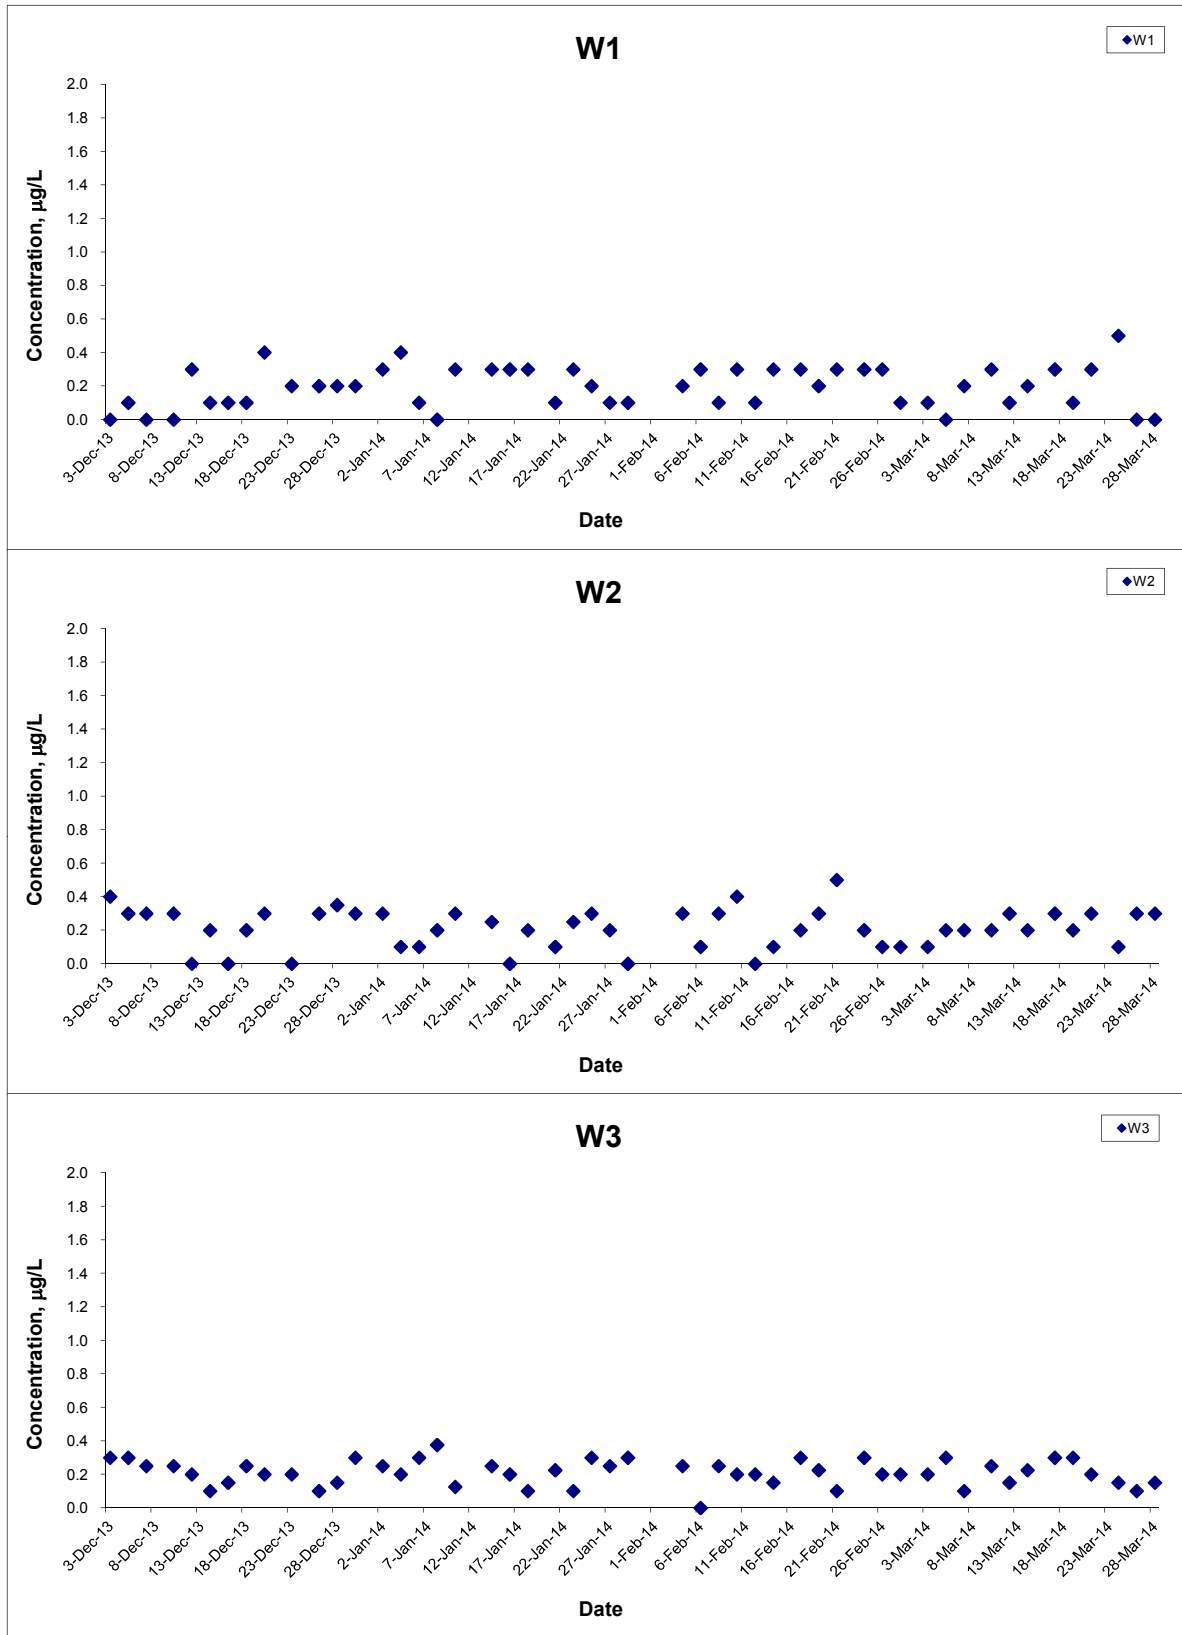 W1
W1
2.0
1.8
1.6
1.4
1.2
1.0
0.8
0.6
0.4
0.2
0.0
Concentration, µg/L
3-Dec-13
8-Dec-13
13-Dec-13
18-Dec-13
23-Dec-13
28-Dec-13
2-Jan-14
7-Jan-14
12-Jan-14
17-Jan-14
22-Jan-14
27-Jan-14
1-Feb-14
6-Feb-14
11-Feb-14
16-Feb-14
21-Feb-14
26-Feb-14
3-Mar-14
8-Mar-14
13-Mar-14
18-Mar-14
23-Mar-14
28-Mar-14
Date
W2
W2
2.0
1.8
1.6
1.4
1.2
1.0
0.8
0.6
0.4
0.2
0.0
Concentration, µg/L
3-Dec-13
8-Dec-13
13-Dec-13
18-Dec-13
23-Dec-13
28-Dec-13
2-Jan-14
7-Jan-14
12-Jan-14
17-Jan-14
22-Jan-14
27-Jan-14
1-Feb-14
6-Feb-14
11-Feb-14
16-Feb-14
21-Feb-14
26-Feb-14
3-Mar-14
8-Mar-14
13-Mar-14
18-Mar-14
23-Mar-14
28-Mar-14
Date
W3
W3
2.0
1.8
1.6
1.4
1.2
1.0
0.8
0.6
0.4
0.2
0.0
Concentration, µg/L
3-Dec-13
8-Dec-13
13-Dec-13
18-Dec-13
23-Dec-13
28-Dec-13
2-Jan-14
7-Jan-14
12-Jan-14
17-Jan-14
22-Jan-14
27-Jan-14
1-Feb-14
6-Feb-14
11-Feb-14
16-Feb-14
21-Feb-14
26-Feb-14
3-Mar-14
8-Mar-14
13-Mar-14
18-Mar-14
23-Mar-14
28-Mar-14
Date